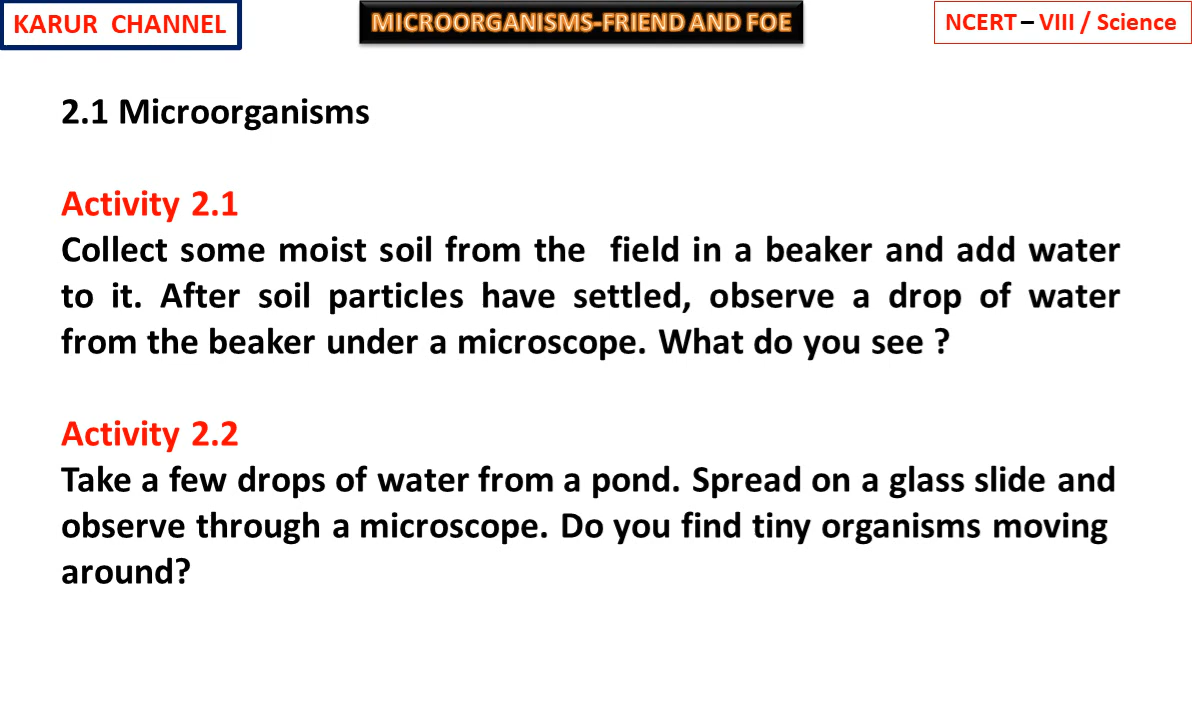 KARUR CHANNEL
MICROORGANISMS-FRIEND AND FOE
NCERT – VIII / Science
2.1 Microorganisms
Activity 2.1
Collect some moist soil from the field in a beaker and add water
to it. After soil particles have settled, observe a drop of water
from the beaker under a microscope. What do you see ?
Activity 2.2
Take a few drops of water from a pond. Spread on a glass slide and
observe through a microscope. Do you find tiny organisms moving
around?